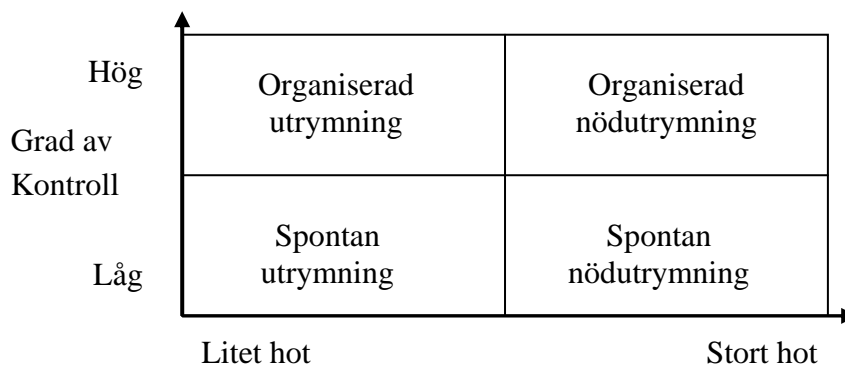 Hög
Organiserad
utrymning
Organiserad
nödutrymning
Grad av
Kontroll
Spontan
utrymning
Spontan
nödutrymning
Låg
Litet hot
Stort hot